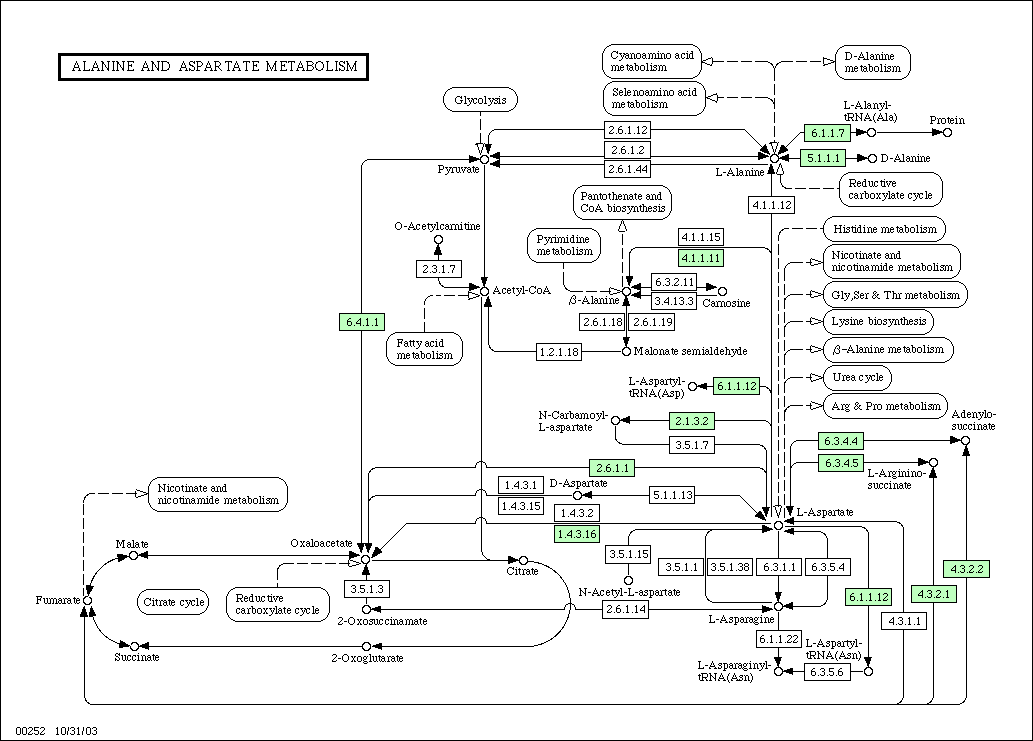 ALANINE AND ASPARTATE METABOLISM
Cyanoamino acid
metabolism
D-Alanine
metabolism
Selenoamino acid
metabolism
Glycolysis
L-Alanyl-
tRNA(Ala)
Protein
2.6.1.12
6.1.1.7
2.6.1.2
5.1.1.1
D-Alanine
Pyruvate
2.6.1.44
L-Alanine
Reductive
carboxylate cycle
Pantothenate and
CoA biosynthesis
4.1.1.12
O-Acetylcarnitine
Pyrimidine
metabolism
4.1.1.15
4.1.1.11
Histidine metabolism
Nicotinate and
nicotinamide metabolism
2.3.1.7
6.3.2.11
Acetyl-CoA
β-Alanine
3.4.13.3
Carnosine
Gly,Ser & Thr metabolism
6.4.1.1
2.6.1.18
2.6.1.19
Lysine biosynthesis
Fatty acid
metabolism
1.2.1.18
Malonate semialdehyde
β-Alanine metabolism
Urea cycle
L-Aspartyl-
tRNA(Asp)
6.1.1.12
Arg & Pro metabolism
N-Carbamoyl-
L-aspartate
2.1.3.2
Adenylo-
succinate
3.5.1.7
6.3.4.4
2.6.1.1
6.3.4.5
L-Arginino-
succinate
1.4.3.1
D-Aspartate
5.1.1.13
Nicotinate and
nicotinamide metabolism
1.4.3.15
1.4.3.2
L-Aspartate
1.4.3.16
Malate
Oxaloacetate
3.5.1.15
Citrate
3.5.1.1
3.5.1.38
6.3.1.1
6.3.5.4
4.3.2.2
3.5.1.3
N-Acetyl-L-aspartate
Fumarate
Citrate cycle
Reductive
carboxylate cycle
6.1.1.12
4.3.2.1
2-Oxosuccinamate
2.6.1.14
L-Asparagine
4.3.1.1
6.1.1.22
L-Aspartyl-
tRNA(Asn)
Succinate
2-Oxoglutarate
L-Asparaginyl-
tRNA(Asn)
6.3.5.6
00252 10/31/03